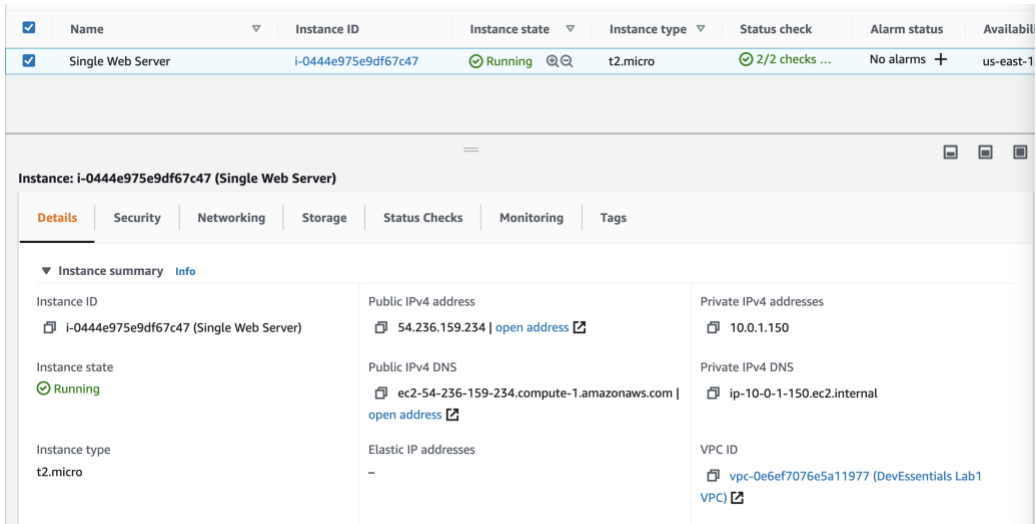 Name Instance ID Instance state Instance type Status check Alarm status Availabil
Single Web Server i-0444e975e9df67c47 Running t2.micro 2/2 checks ... No alarms + us-east-1
Instance: i-0444e975e9df67c47 (Single Web Server)
Details Security Networking Storage Status Checks Monitoring Tags
Instance summary Info
Instance ID Public IPv4 address Private IPv4 addresses
i-0444e975e9df67c47 (Single Web Server) 54.236.159.234 | open address 10.0.1.150
Instance state Public IPv4 DNS Private IPv4 DNS
Running ec2-54-236-159-234.compute-1.amazonaws.com | ip-10-0-1-150.ec2.internal
open address
Instance type Elastic IP addresses VPC ID
t2.micro – vpc-0e6ef7076e5a11977 (DevEssentials Lab1
VPC)